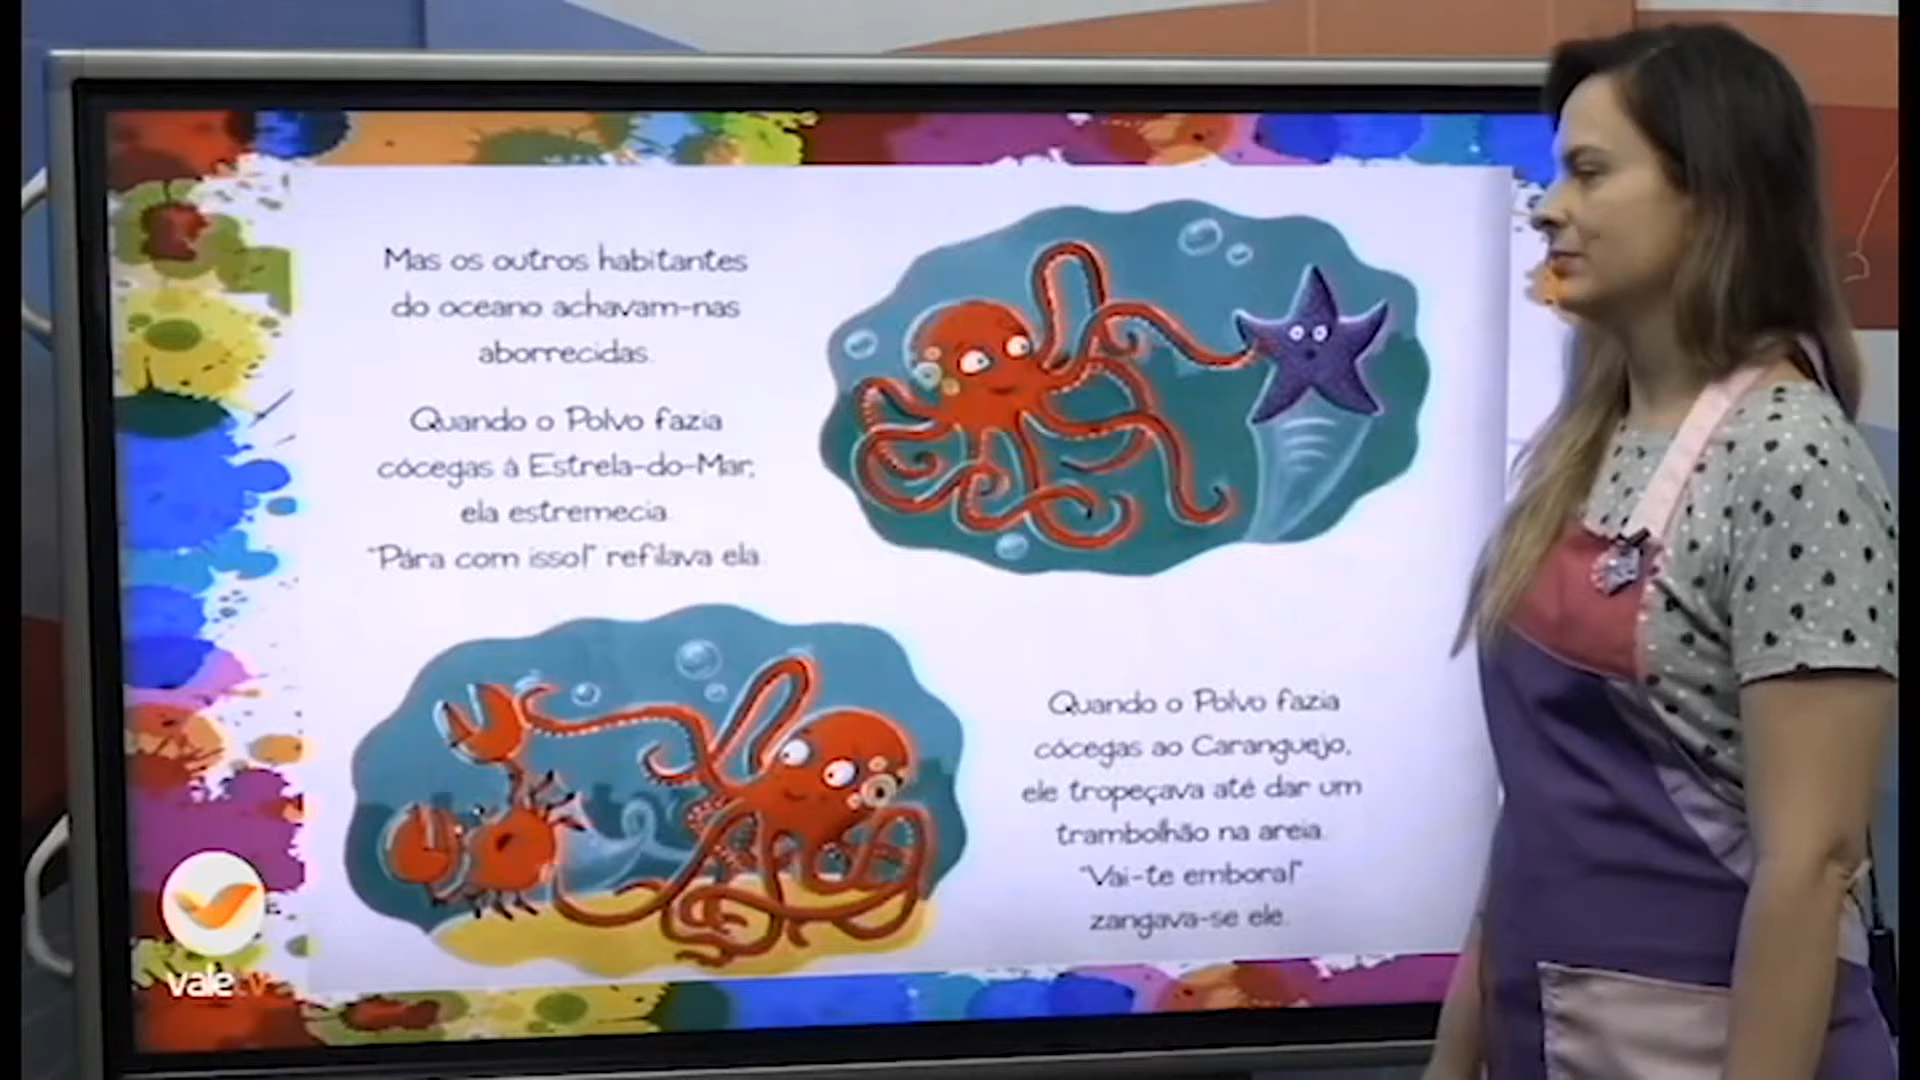 Mas os outros habitantes
do oceano achavam-nas
aborrecidas.
Quando o Polvo fazia
cócegas à Estrela-do-Mar,
ela estremecia.
"Pára com isso!" refilava ela.
Quando o Polvo fazia
cócegas ao Caranguejo,
ele tropeçava até dar um
trambolhão na areia.
"Vai-te embora!"
zangava-se ele.
valetv